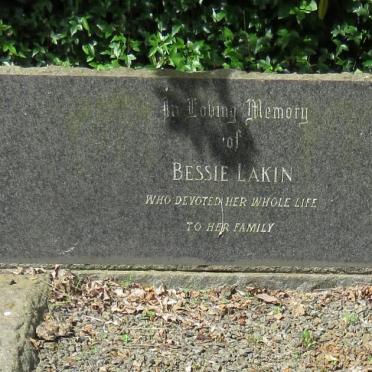 In Loving Memory
of
BESSIE LAKIN
WHO DEVOTED HER WHOLE LIFE
TO HER FAMILY